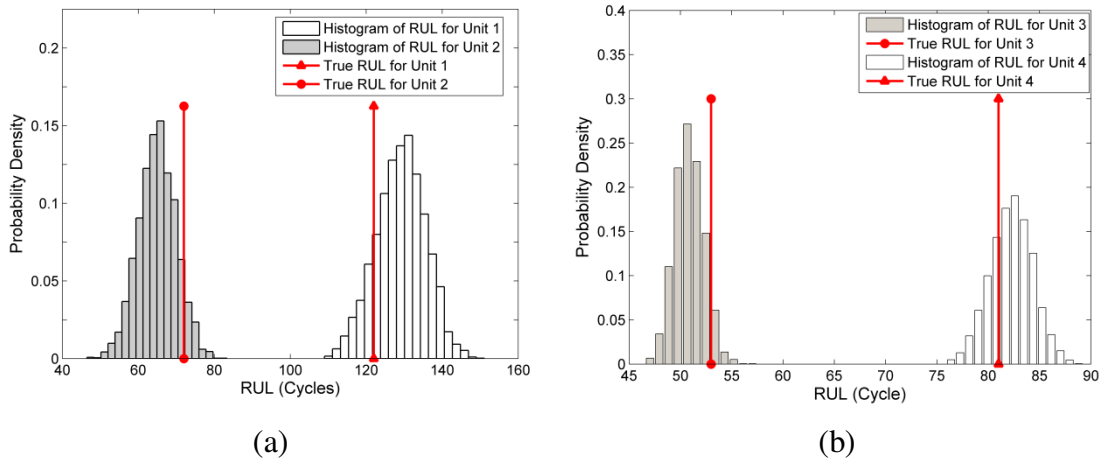 0.2
0.15
0.1
0.05
0
Probability Density
40 60 80 100 120 140 160
RUL (Cycles)
Histogram of RUL for Unit 1
Histogram of RUL for Unit 2
True RUL for Unit 1
True RUL for Unit 2
(a)
0.4
0.35
0.3
0.25
0.2
0.15
0.1
0.05
0
Probability Density
45 50 55 60 65 70 75 80 85 90
RUL (Cycle)
Histogram of RUL for Unit 3
True RUL for Unit 3
Histogram of RUL for Unit 4
True RUL for Unit 4
(b)